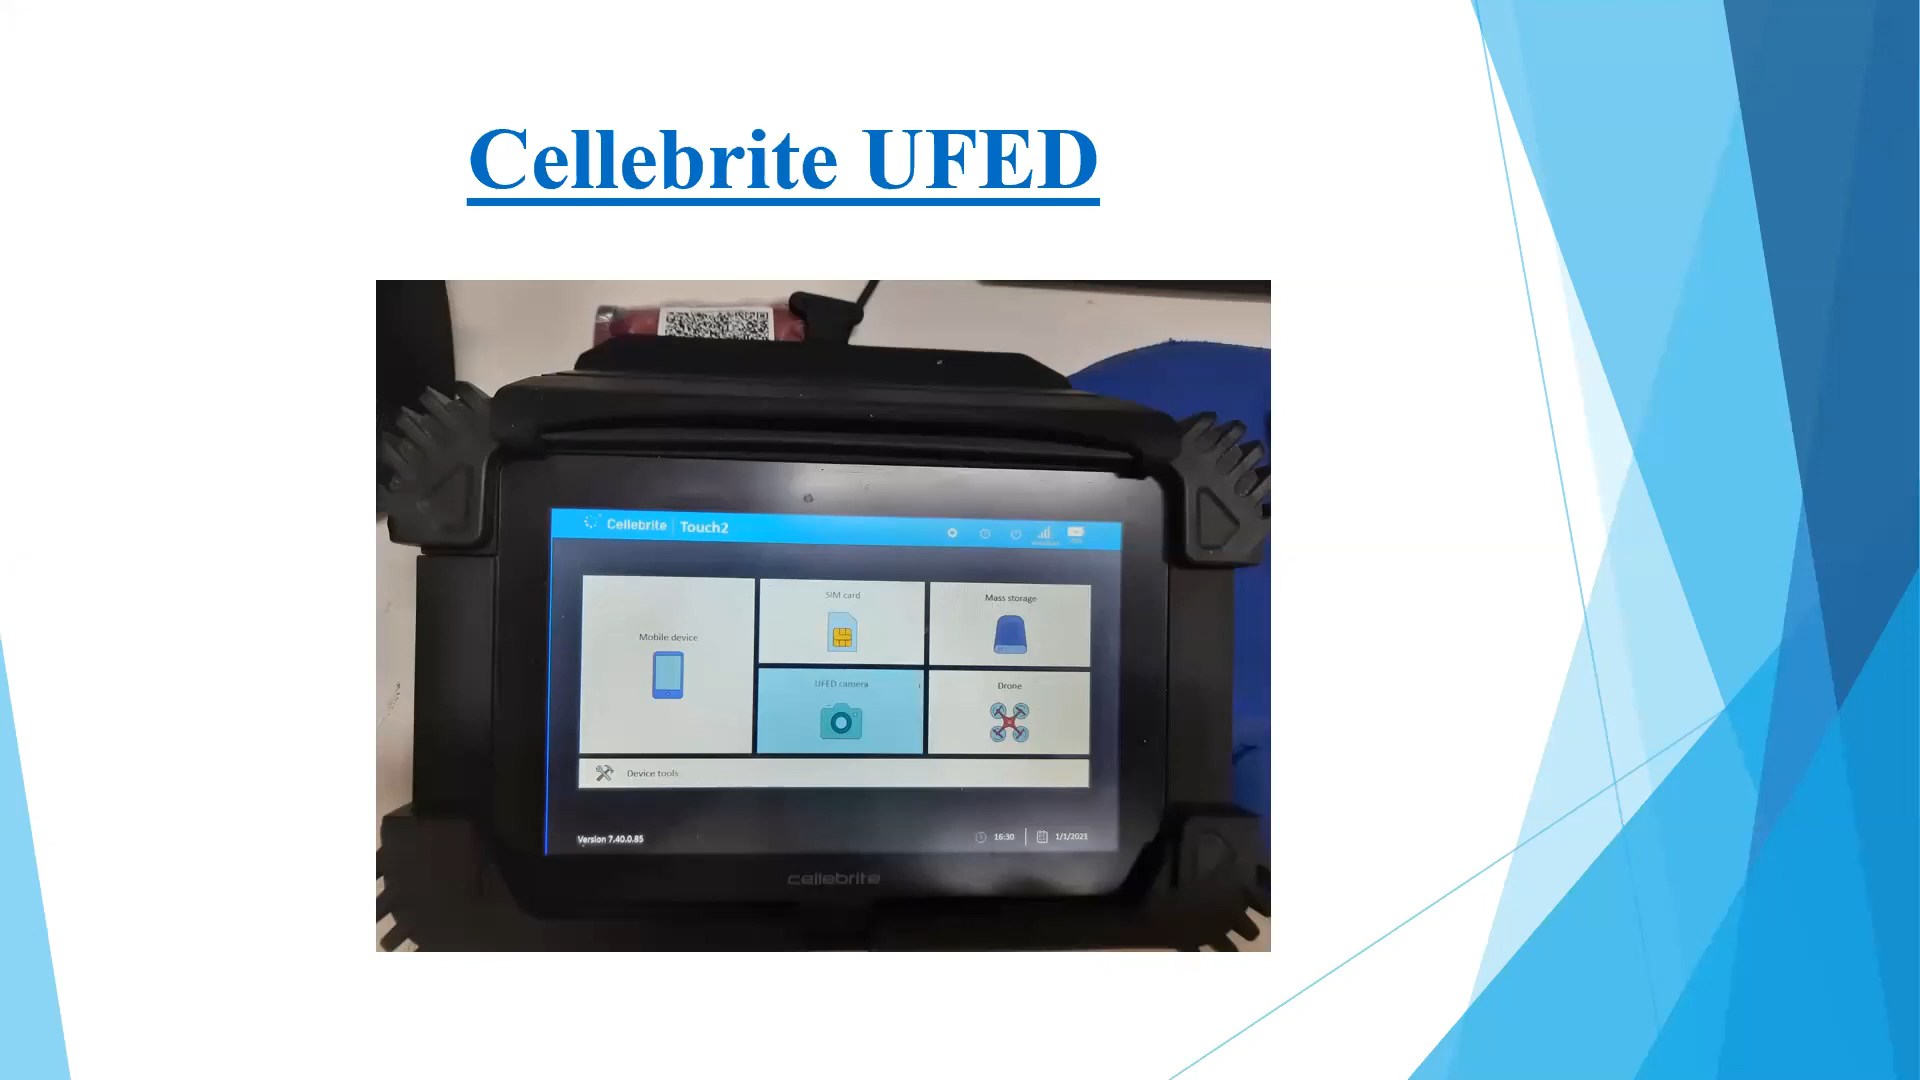 Cellebrite UFED
Cellebrite | Touch2
SIM card
Mass storage
Mobile device
UFED camera
Drone
Device tools
Version 7.40.0.85
16:30 | 1/1/2021
cellebrite